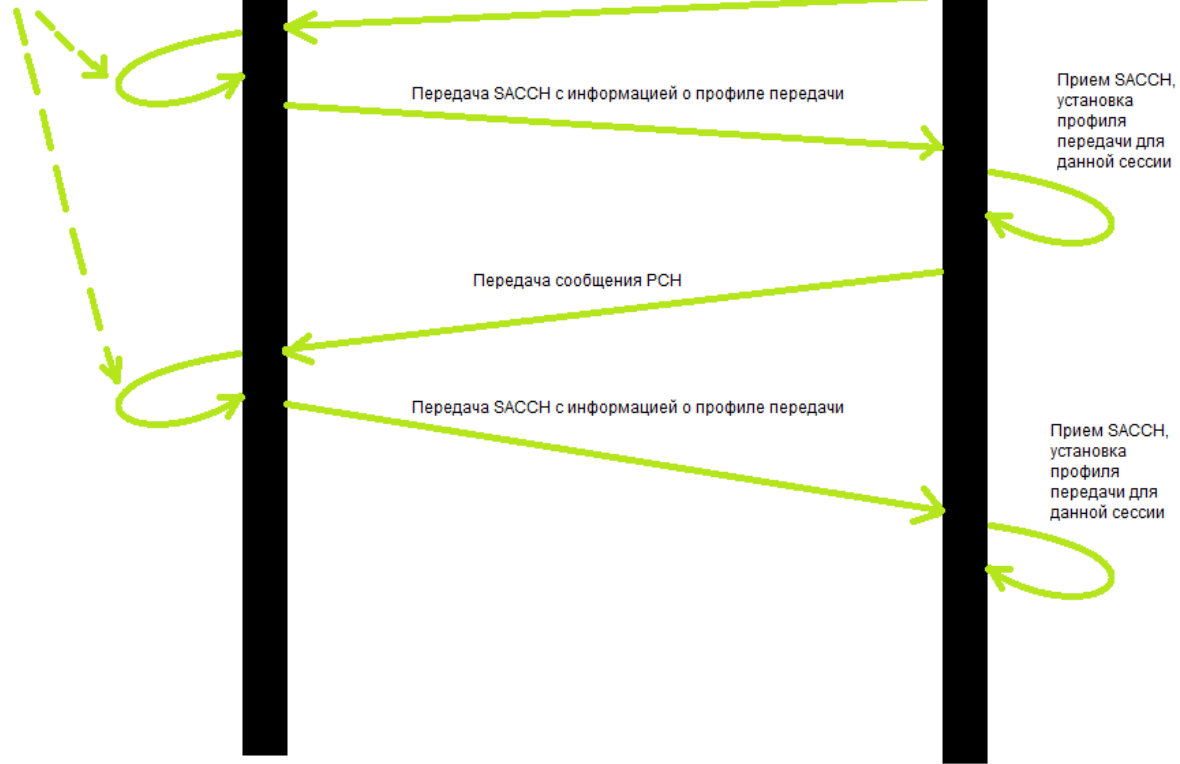 Передача SACCH с информацией о профиле передачи
Прием SACCH,
установка
профиля
передачи для
данной сессии
Передача сообщения PCH
Передача SACCH с информацией о профиле передачи
Прием SACCH,
установка
профиля
передачи для
данной сессии